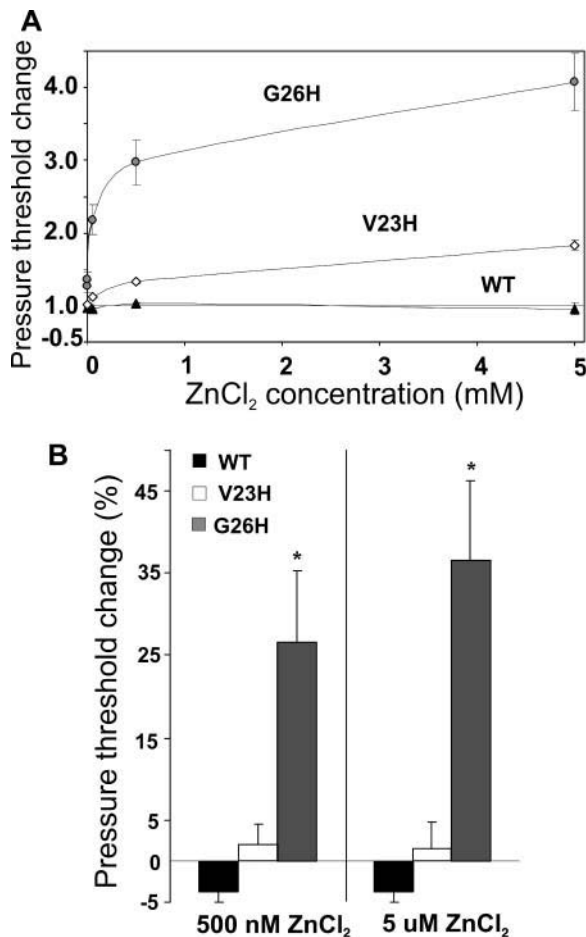 A
Pressure threshold change
4.0
3.0
2.0
1.0
-0.5
G26H
V23H
WT
0 1 2 3 4 5
ZnCl₂ concentration (mM)
B
Pressure threshold change (%)
WT
V23H
G26H
45
35
25
15
5
0
-5
*
*
500 nM ZnCl₂ 5 uM ZnCl₂